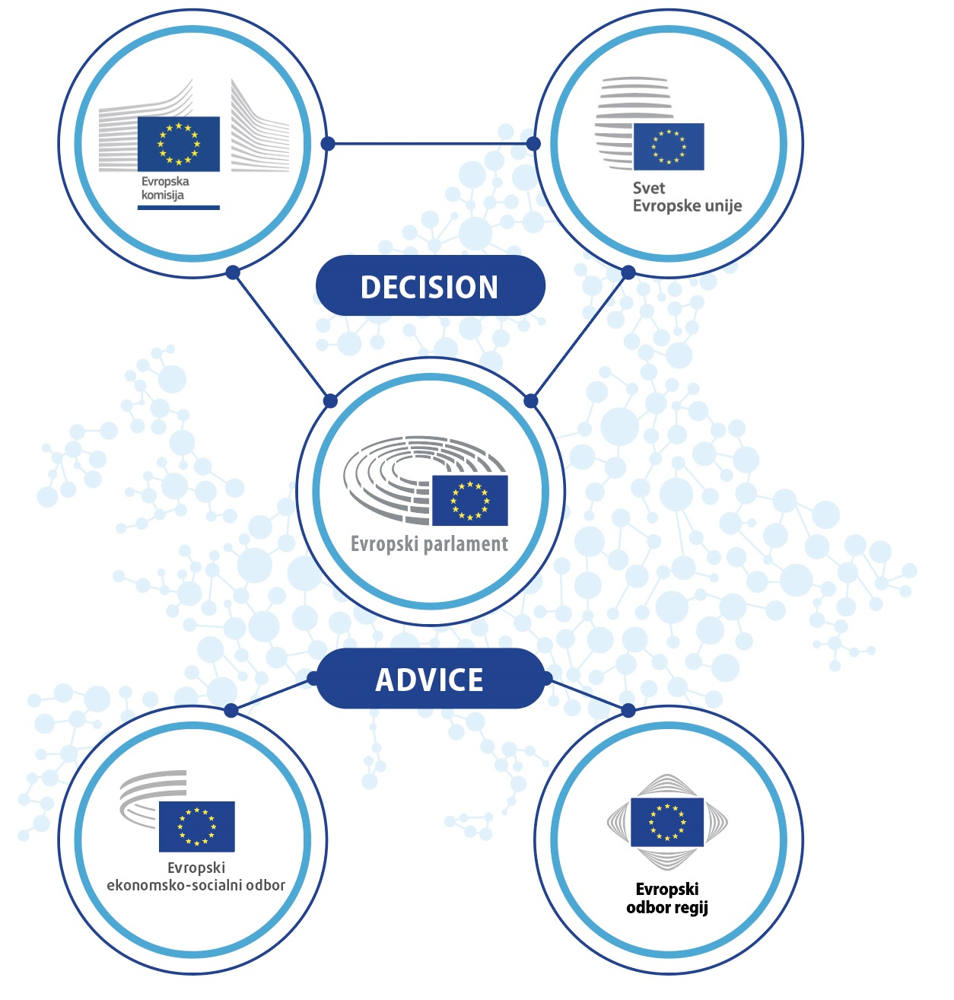 Evropska
komisija
Svet
Evropske unije
DECISION
Evropski parlament
ADVICE
Evropski
ekonomsko-socialni odbor
Evropski
odbor regij